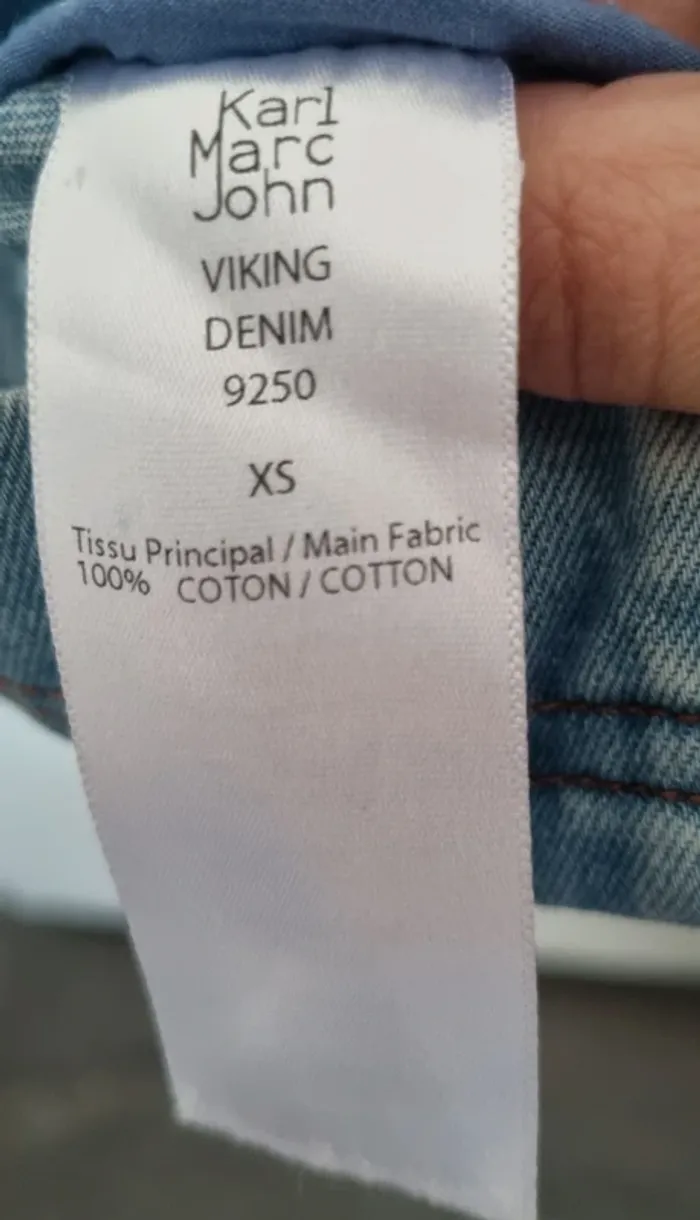 Karl
Marc
John
VIKING
DENIM
9250
XS
Tissu Principal / Main Fabric
100% COTON / COTTON